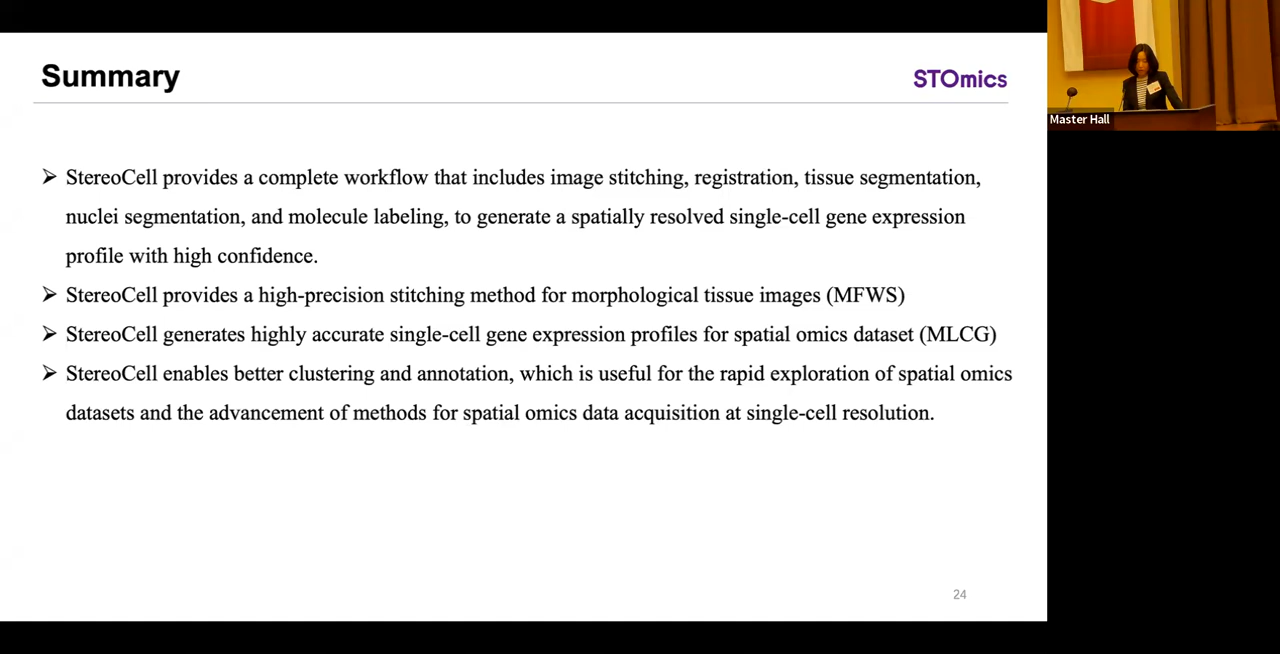 Summary
STOmics
Master Hall
➢ StereoCell provides a complete workflow that includes image stitching, registration, tissue segmentation,
nuclei segmentation, and molecule labeling, to generate a spatially resolved single-cell gene expression
profile with high confidence.
➢ StereoCell provides a high-precision stitching method for morphological tissue images (MFWS)
➢ StereoCell generates highly accurate single-cell gene expression profiles for spatial omics dataset (MLCG)
➢ StereoCell enables better clustering and annotation, which is useful for the rapid exploration of spatial omics
datasets and the advancement of methods for spatial omics data acquisition at single-cell resolution.
24